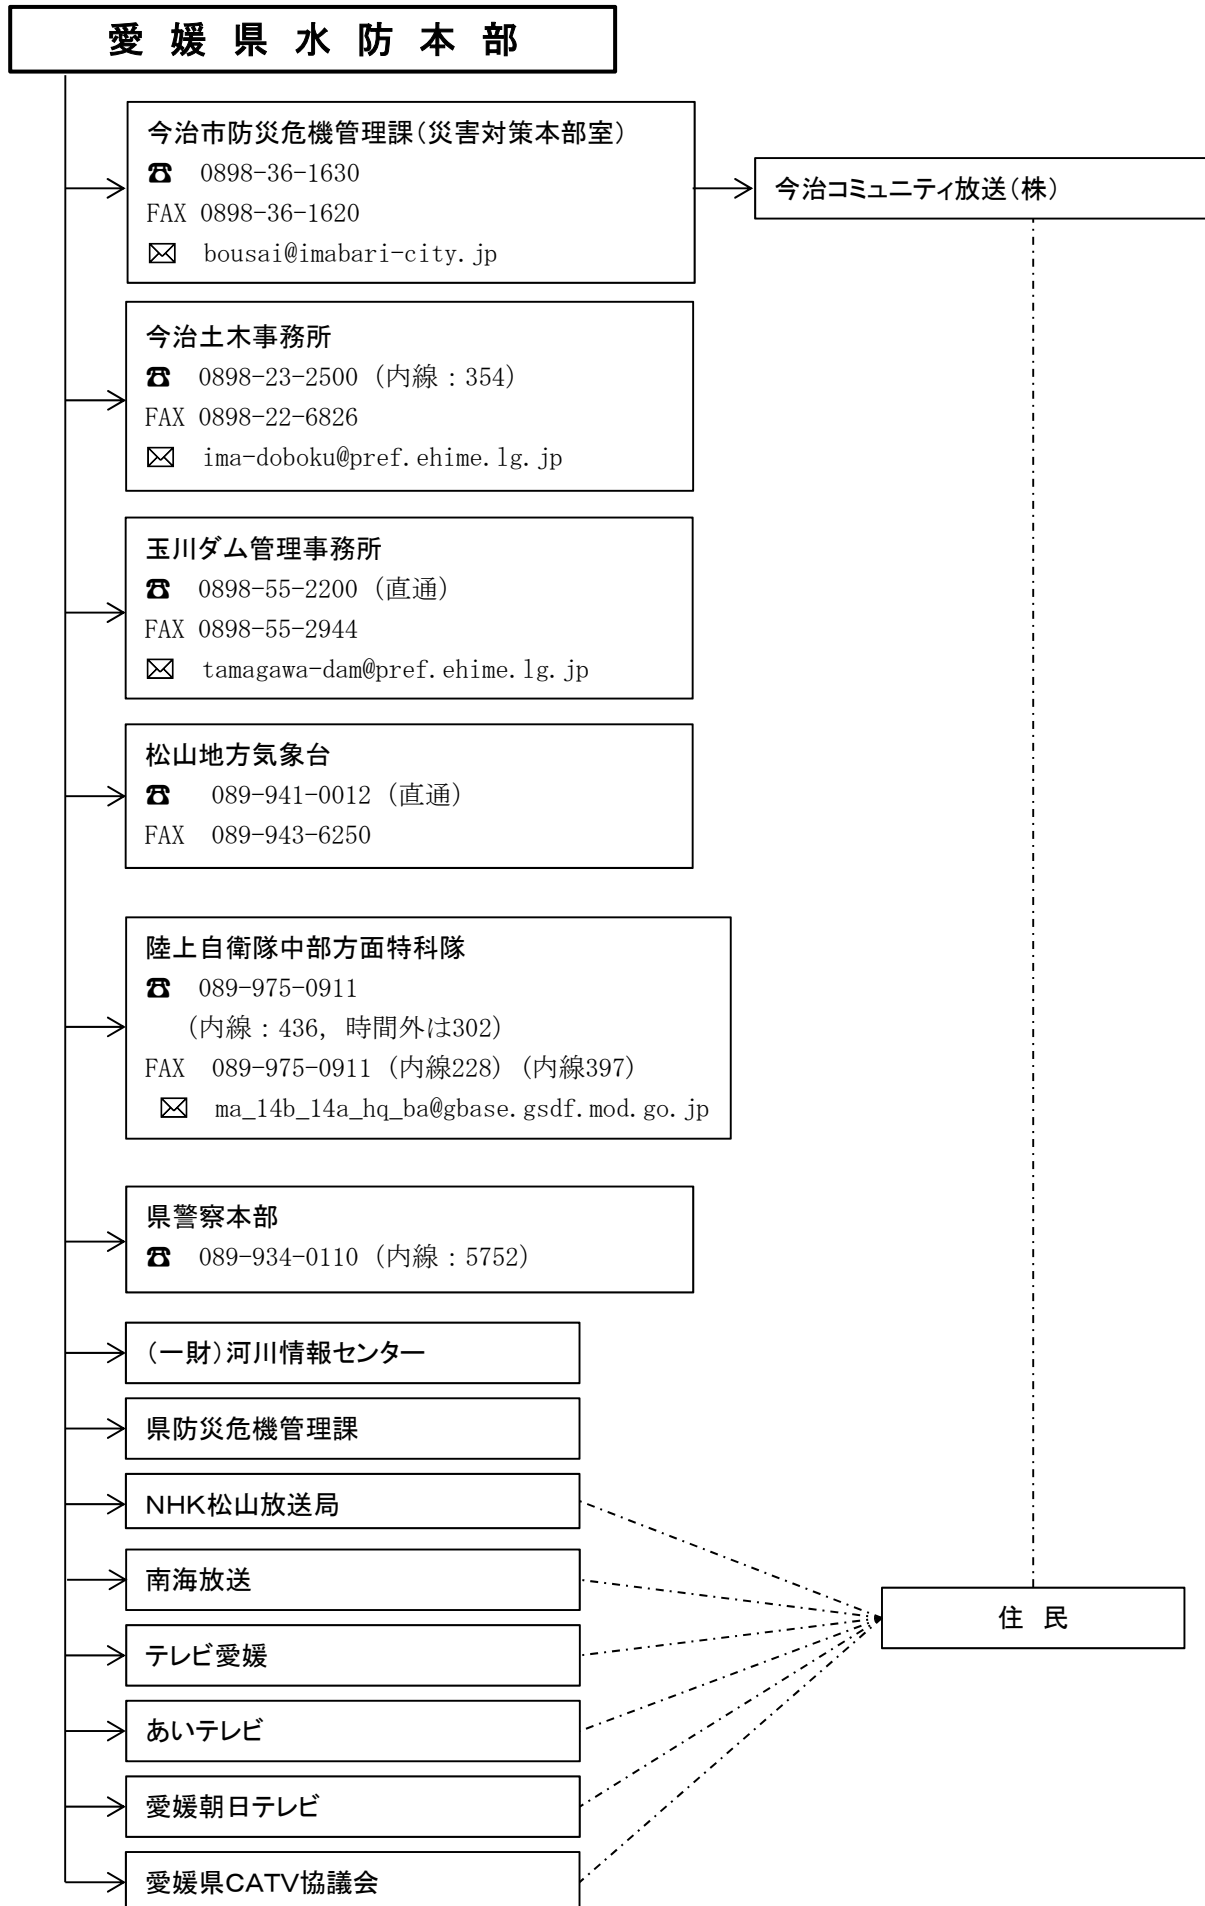 愛媛県水防本部
今治市防災危機管理課(災害対策本部室)
☎ 0898-36-1630
FAX 0898-36-1620
✉ bousai@imabari-city.jp
今治コミュニティ放送(株)
今治土木事務所
☎ 0898-23-2500 (内線:354)
FAX 0898-22-6826
✉ ima-doboku@pref.ehime.lg.jp
玉川ダム管理事務所
☎ 0898-55-2200 (直通)
FAX 0898-55-2944
✉ tamagawa-dam@pref.ehime.lg.jp
松山地方気象台
☎ 089-941-0012 (直通)
FAX 089-943-6250
陸上自衛隊中部方面特科隊
☎ 089-975-0911
(内線:436, 時間外は302)
FAX 089-975-0911 (内線228) (内線397)
✉ ma_14b_14a_hq_ba@gbase.gsdf.mod.go.jp
県警察本部
☎ 089-934-0110 (内線:5752)
(一財)河川情報センター
県防災危機管理課
NHK松山放送局
南海放送
住民
テレビ愛媛
あいテレビ
愛媛朝日テレビ
愛媛県CATV協議会